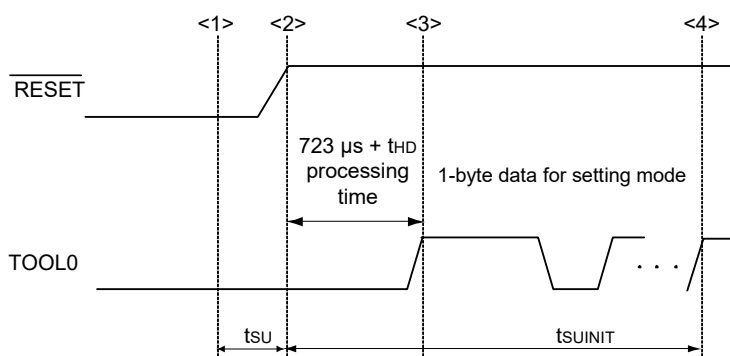 <1> <2> <3> <4>
RESET
723 µs + tHD
processing
time
1-byte data for setting mode
TOOL0
. . .
tSU tSUINIT